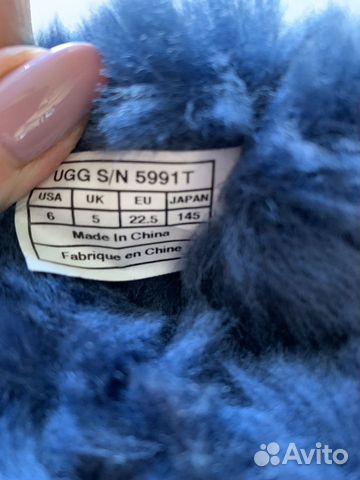 UGG S/N 5991T
USA UK EU JAPAN
6 5 22.5 145
Made In China
Fabrique en Chine
Avito